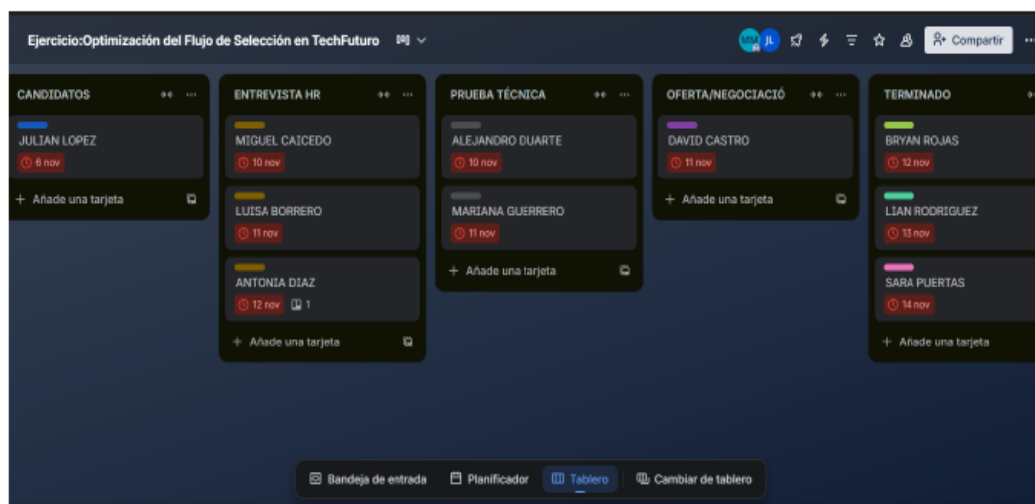 Ejercicio:Optimización del Flujo de Selección en TechFuturo
MM JL
Compartir
CANDIDATOS
JULIAN LOPEZ
6 nov
+ Añade una tarjeta
ENTREVISTA HR
MIGUEL CAICEDO
10 nov
LUISA BORRERO
11 nov
ANTONIA DIAZ
12 nov 1
+ Añade una tarjeta
PRUEBA TÉCNICA
ALEJANDRO DUARTE
10 nov
MARIANA GUERRERO
11 nov
+ Añade una tarjeta
OFERTA/NEGOCIACIÓ
DAVID CASTRO
11 nov
+ Añade una tarjeta
TERMINADO
BRYAN ROJAS
12 nov
LIAN RODRIGUEZ
13 nov
SARA PUERTAS
14 nov
+ Añade una tarjeta
Bandeja de entrada Planificador Tablero Cambiar de tablero